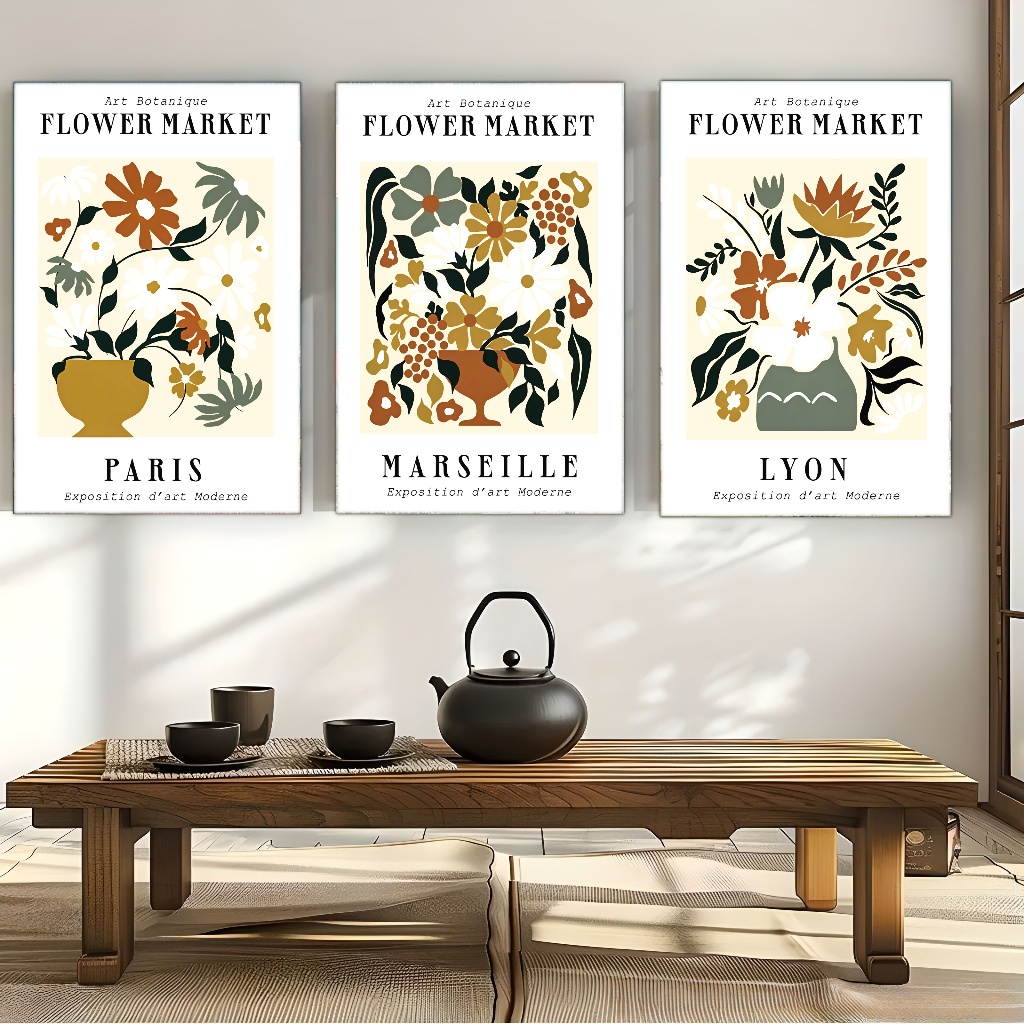 Art Botanique
FLOWER MARKET
PARIS
Exposition d'art Moderne
Art Botanique
FLOWER MARKET
MARSEILLE
Exposition d'art Moderne
Art Botanique
FLOWER MARKET
LYON
Exposition d'art Moderne